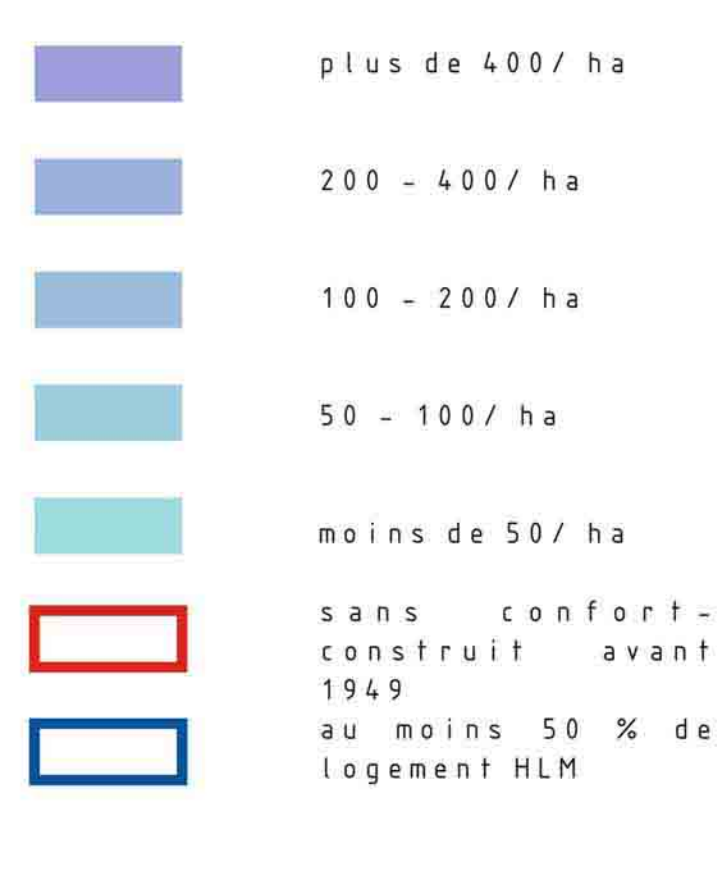 plus de 400/ ha
200 - 400/ ha
100 - 200/ ha
50 - 100/ ha
moins de 50/ ha
sans confort-
construit avant
1949
au moins 50 % de
logement HLM